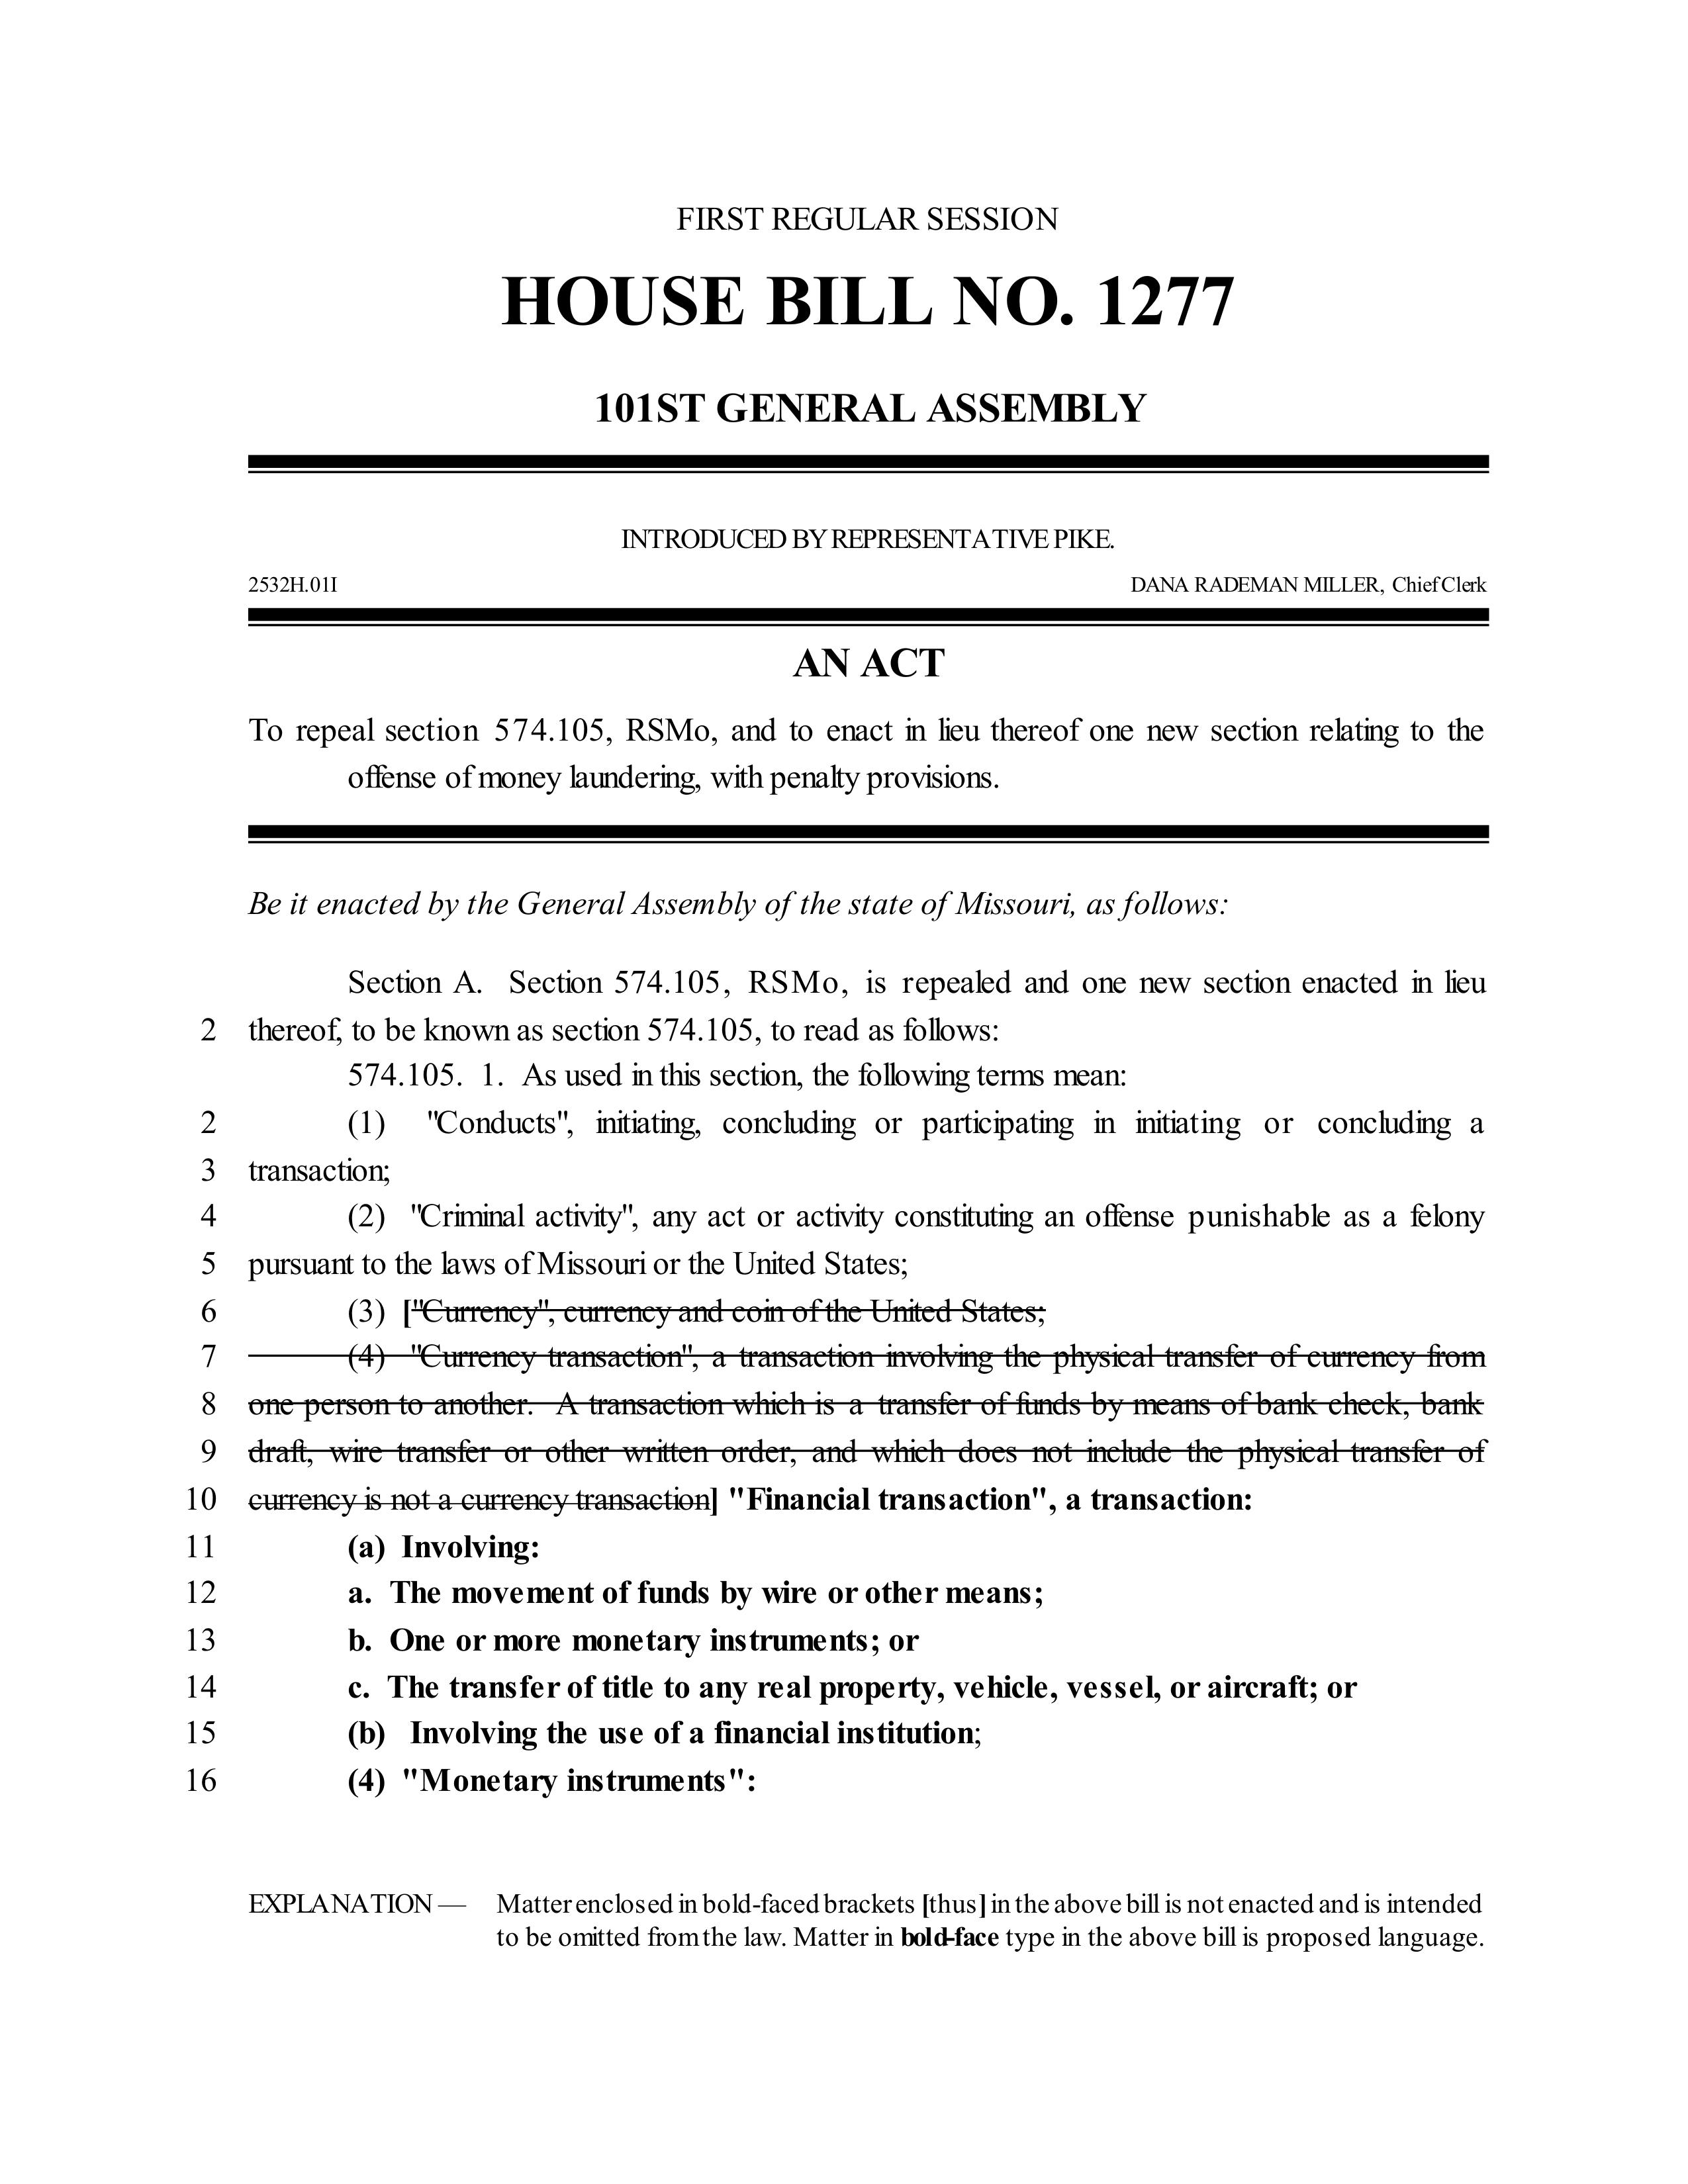 FIRST REGULAR SESSION
HOUSE BILL NO. 1277
101ST GENERAL ASSEMBLY
INTRODUCED BY REPRESENTATIVE PIKE.
2532H.01I DANA RADEMAN MILLER, Chief Clerk
AN ACT
To repeal section 574.105, RSMo, and to enact in lieu thereof one new section relating to the
offense of money laundering, with penalty provisions.
Be it enacted by the General Assembly of the state of Missouri, as follows:
Section A. Section 574.105, RSMo, is repealed and one new section enacted in lieu
2 thereof, to be known as section 574.105, to read as follows:
574.105. 1. As used in this section, the following terms mean:
2 (1) "Conducts", initiating, concluding or participating in initiating or concluding a
3 transaction;
4 (2) "Criminal activity", any act or activity constituting an offense punishable as a felony
5 pursuant to the laws of Missouri or the United States;
6 (3) ["Currency", currency and coin of the United States;
7 (4) "Currency transaction", a transaction involving the physical transfer of currency from
8 one person to another. A transaction which is a transfer of funds by means of bank check, bank
9 draft, wire transfer or other written order, and which does not include the physical transfer of
10 currency is not a currency transaction] "Financial transaction", a transaction:
11 (a) Involving:
12 a. The movement of funds by wire or other means;
13 b. One or more monetary instruments; or
14 c. The transfer of title to any real property, vehicle, vessel, or aircraft; or
15 (b) Involving the use of a financial institution;
16 (4) "Monetary instruments":
EXPLANATION — Matter enclosed in bold-faced brackets [thus] in the above bill is not enacted and is intended
to be omitted from the law. Matter in bold-face type in the above bill is proposed language.